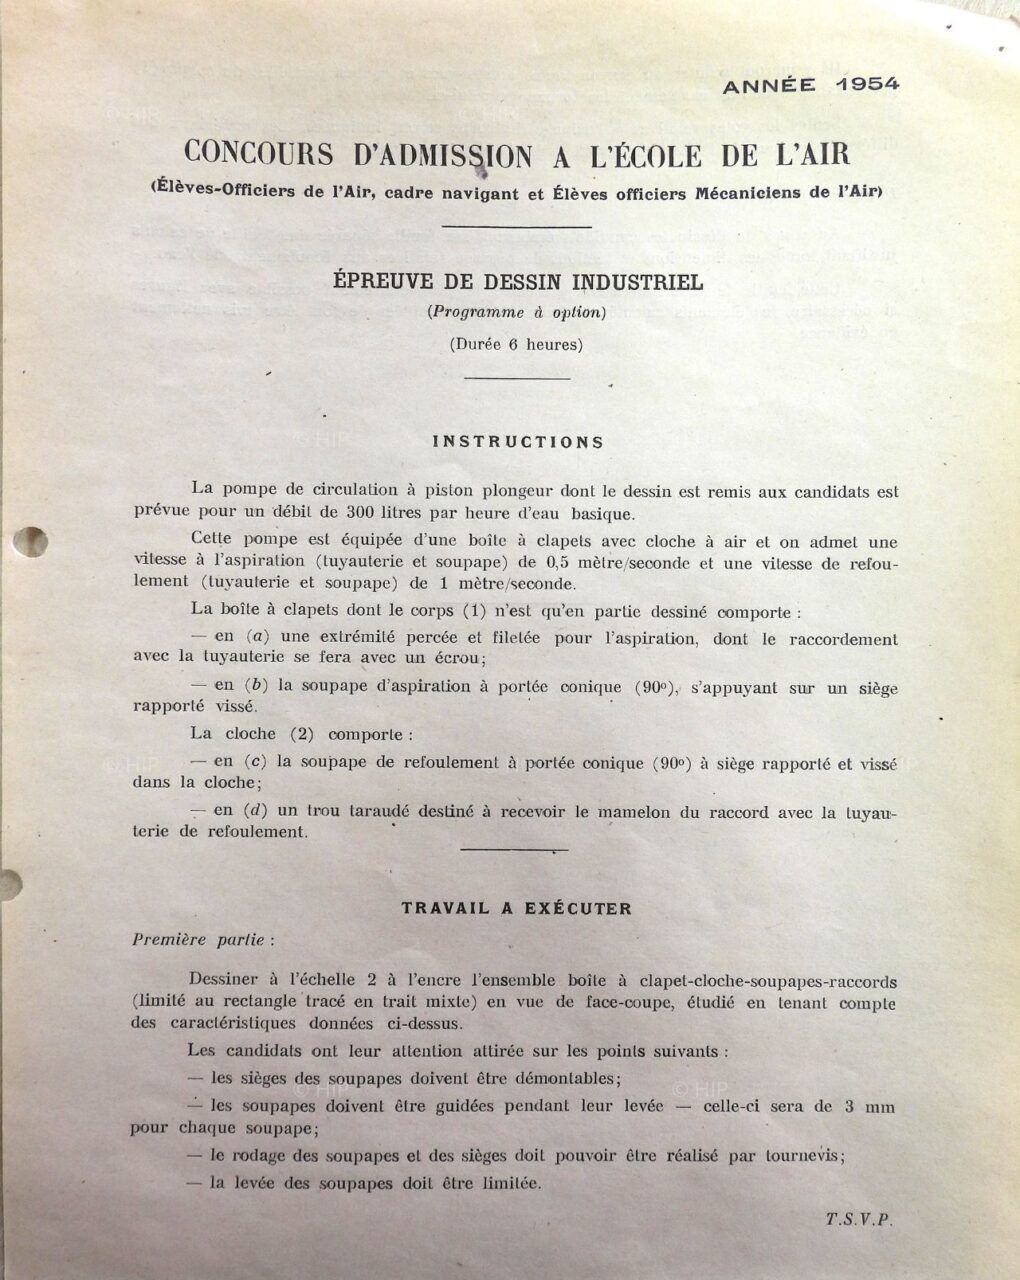 ANNÉE 1954
CONCOURS D'ADMISSION A L'ÉCOLE DE L'AIR
(Élèves-Officiers de l'Air, cadre navigant et Élèves officiers Mécaniciens de l'Air)
ÉPREUVE DE DESSIN INDUSTRIEL
(Programme à option)
(Durée 6 heures)
INSTRUCTIONS
La pompe de circulation à piston plongeur dont le dessin est remis aux candidats est
prévue pour un débit de 300 litres par heure d'eau basique.
Cette pompe est équipée d'une boîte à clapets avec cloche à air et on admet une
vitesse à l'aspiration (tuyauterie et soupape) de 0,5 mètre/seconde et une vitesse de refou-
lement (tuyauterie et soupape) de 1 mètre/seconde.
La boîte à clapets dont le corps (1) n'est qu'en partie dessiné comporte :
— en (a) une extrémité percée et filetée pour l'aspiration, dont le raccordement
avec la tuyauterie se fera avec un écrou;
— en (b) la soupape d'aspiration à portée conique (90º), s'appuyant sur un siège
rapporté vissé.
La cloche (2) comporte :
— en (c) la soupape de refoulement à portée conique (90º) à siège rapporté et vissé
dans la cloche;
— en (d) un trou taraudé destiné à recevoir le mamelon du raccord avec la tuyau-
terie de refoulement.
TRAVAIL A EXÉCUTER
Première partie :
Dessiner à l'échelle 2 à l'encre l'ensemble boîte à clapet-cloche-soupapes-raccords
(limité au rectangle tracé en trait mixte) en vue de face-coupe, étudié en tenant compte
des caractéristiques données ci-dessus.
Les candidats ont leur attention attirée sur les points suivants :
— les sièges des soupapes doivent être démontables;
— les soupapes doivent être guidées pendant leur levée — celle-ci sera de 3 mm
pour chaque soupape;
— le rodage des soupapes et des sièges doit pouvoir être réalisé par tournevis;
— la levée des soupapes doit être limitée.
T.S.V.P.